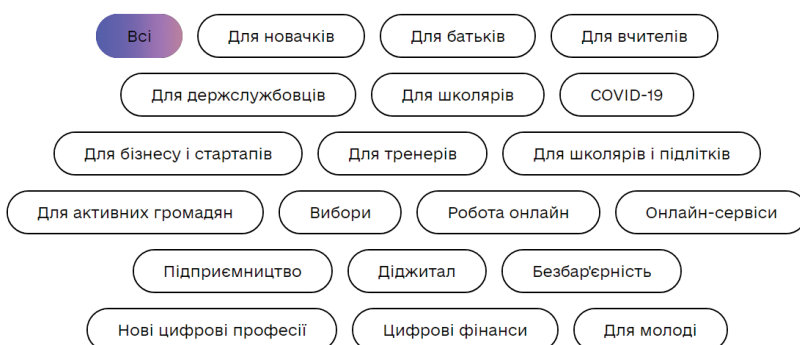 Всі Для новачків Для батьків Для вчителів
Для держслужбовців Для школярів COVID-19
Для бізнесу і стартапів Для тренерів Для школярів і підлітків
Для активних громадян Вибори Робота онлайн Онлайн-сервіси
Підприємництво Діджитал Безбар'єрність
Нові цифрові професії Цифрові фінанси Для молоді